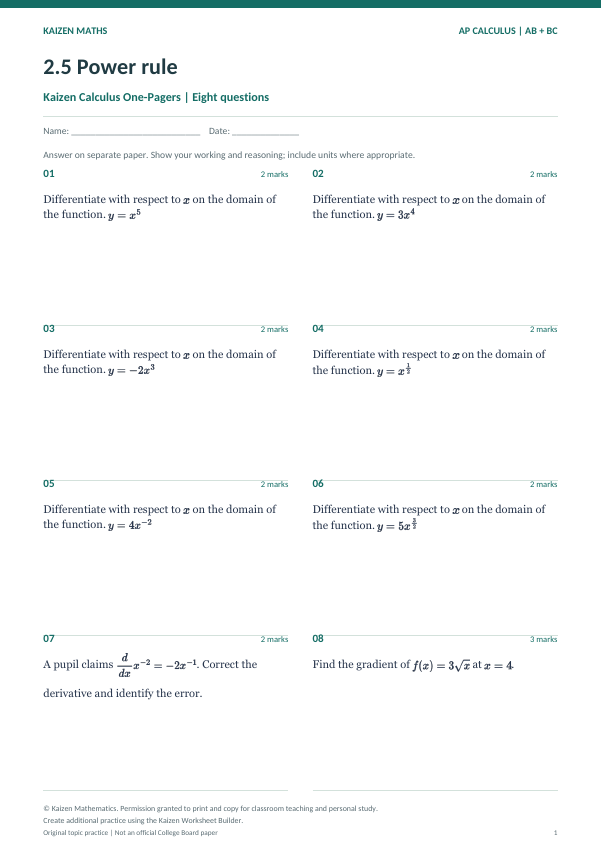 KAIZEN MATHS
AP CALCULUS | AB + BC
2.5 Power rule
Kaizen Calculus One-Pagers | Eight questions
Name: ____________________________ Date: ______________
Answer on separate paper. Show your working and reasoning; include units where appropriate.
01 2 marks
Differentiate with respect to x on the domain of
the function. y = x⁵
02 2 marks
Differentiate with respect to x on the domain of
the function. y = 3x⁴
03 2 marks
Differentiate with respect to x on the domain of
the function. y = −2x³
04 2 marks
Differentiate with respect to x on the domain of
the function. y = x^{1/2}
05 2 marks
Differentiate with respect to x on the domain of
the function. y = 4x⁻²
06 2 marks
Differentiate with respect to x on the domain of
the function. y = 5x^{3/2}
07 2 marks
A pupil claims d/dx x⁻² = −2x⁻¹. Correct the
derivative and identify the error.
08 3 marks
Find the gradient of f(x) = 3√x at x = 4.
© Kaizen Mathematics. Permission granted to print and copy for classroom teaching and personal study.
Create additional practice using the Kaizen Worksheet Builder.
Original topic practice | Not an official College Board paper
1